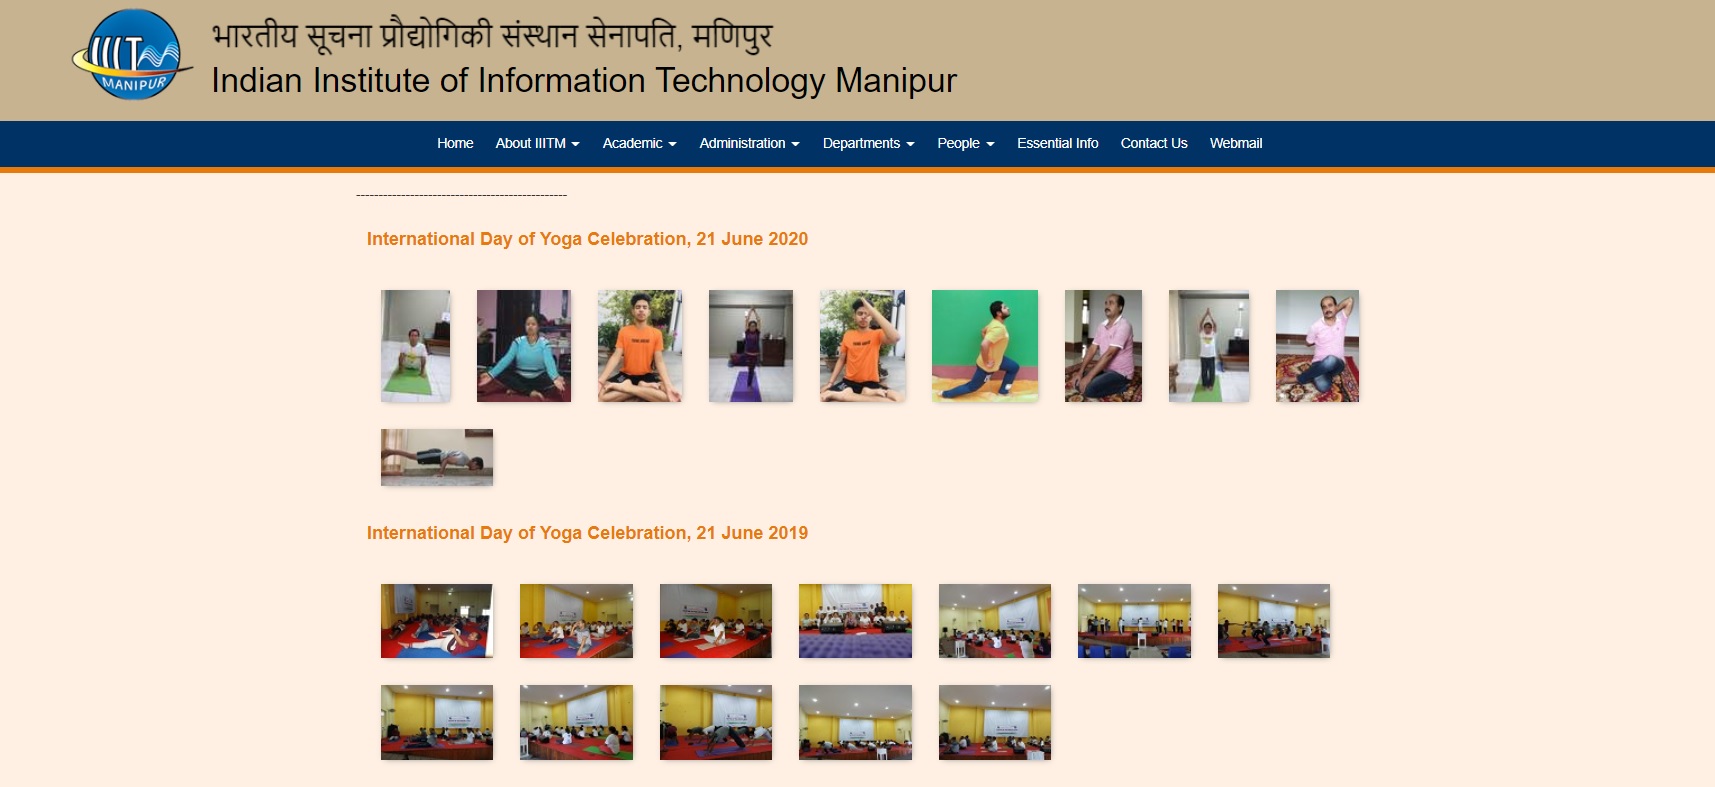 IIIT
MANIPUR
भारतीय सूचना प्रौद्योगिकी संस्थान सेनापति, मणिपुर
Indian Institute of Information Technology Manipur
Home About IIITM Academic Administration Departments People Essential Info Contact Us Webmail
-----------------------------------------------
International Day of Yoga Celebration, 21 June 2020
International Day of Yoga Celebration, 21 June 2019